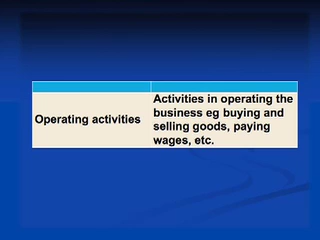 Operating activities
Activities in operating the
business eg buying and
selling goods, paying
wages, etc.